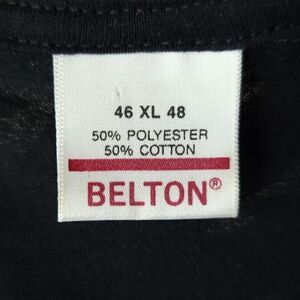 46 XL 48
50% POLYESTER
50% COTTON
BELTON®